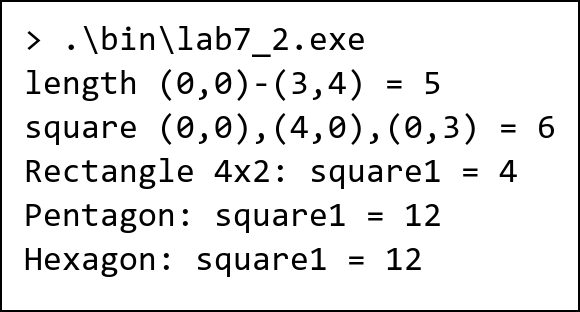 > .\bin\lab7_2.exe
length (0,0)-(3,4) = 5
square (0,0),(4,0),(0,3) = 6
Rectangle 4x2: square1 = 4
Pentagon: square1 = 12
Hexagon: square1 = 12